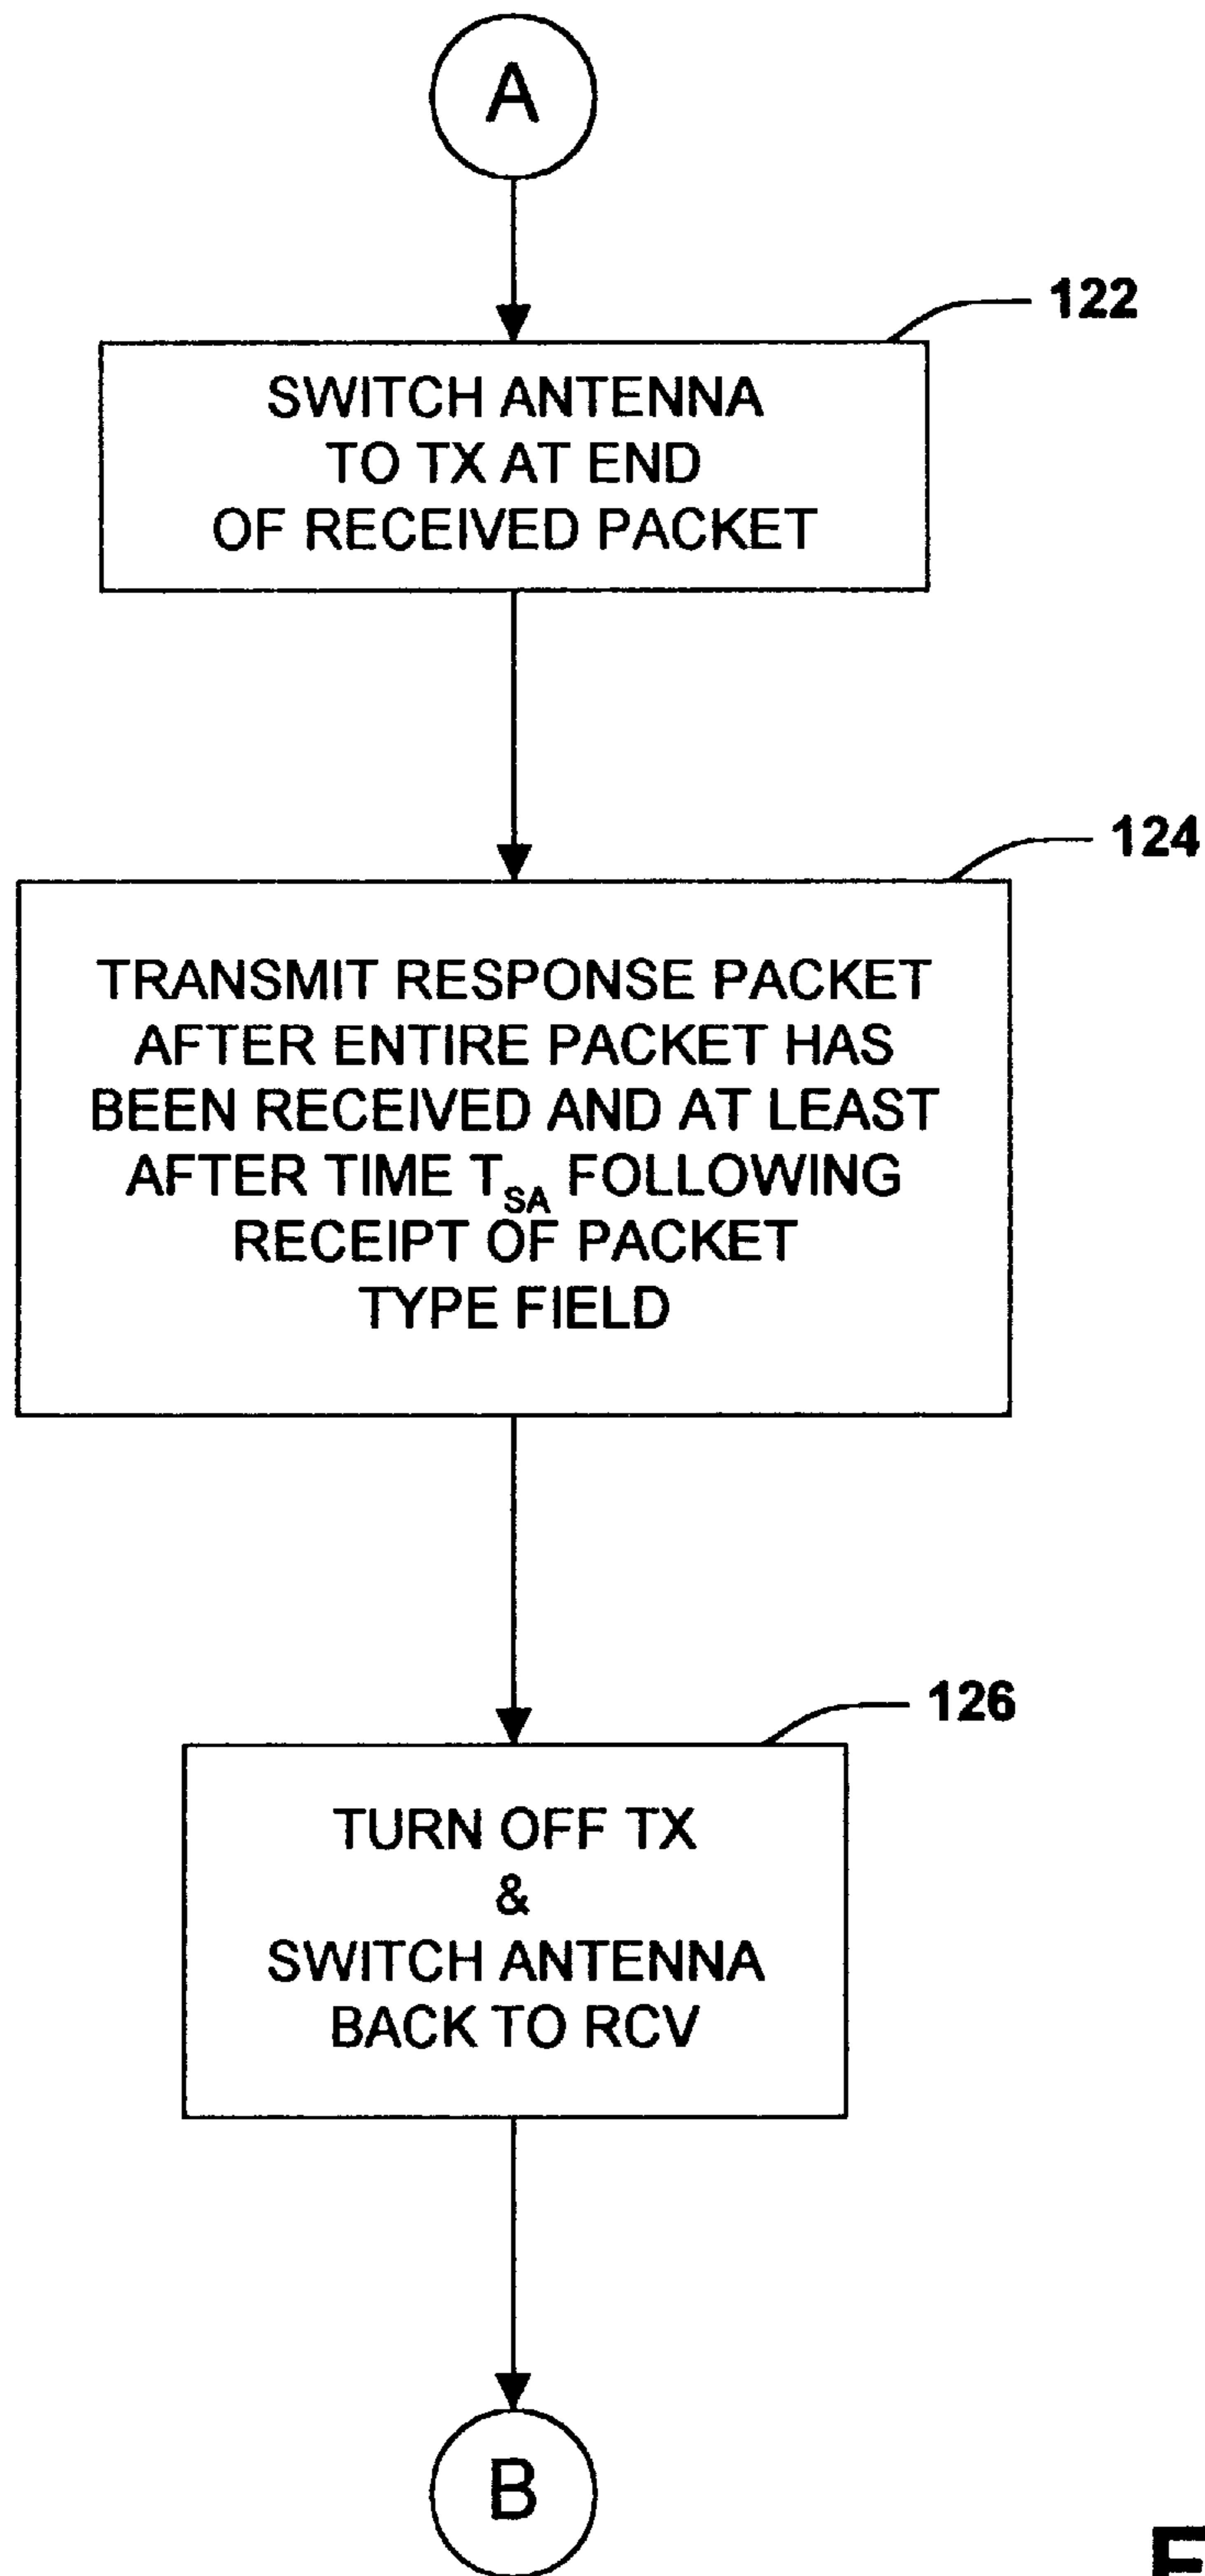 A
122
SWITCH ANTENNA
TO TX AT END
OF RECEIVED PACKET
124
TRANSMIT RESPONSE PACKET
AFTER ENTIRE PACKET HAS
BEEN RECEIVED AND AT LEAST
AFTER TIME T_SA FOLLOWING
RECEIPT OF PACKET
TYPE FIELD
126
TURN OFF TX
&
SWITCH ANTENNA
BACK TO RCV
B